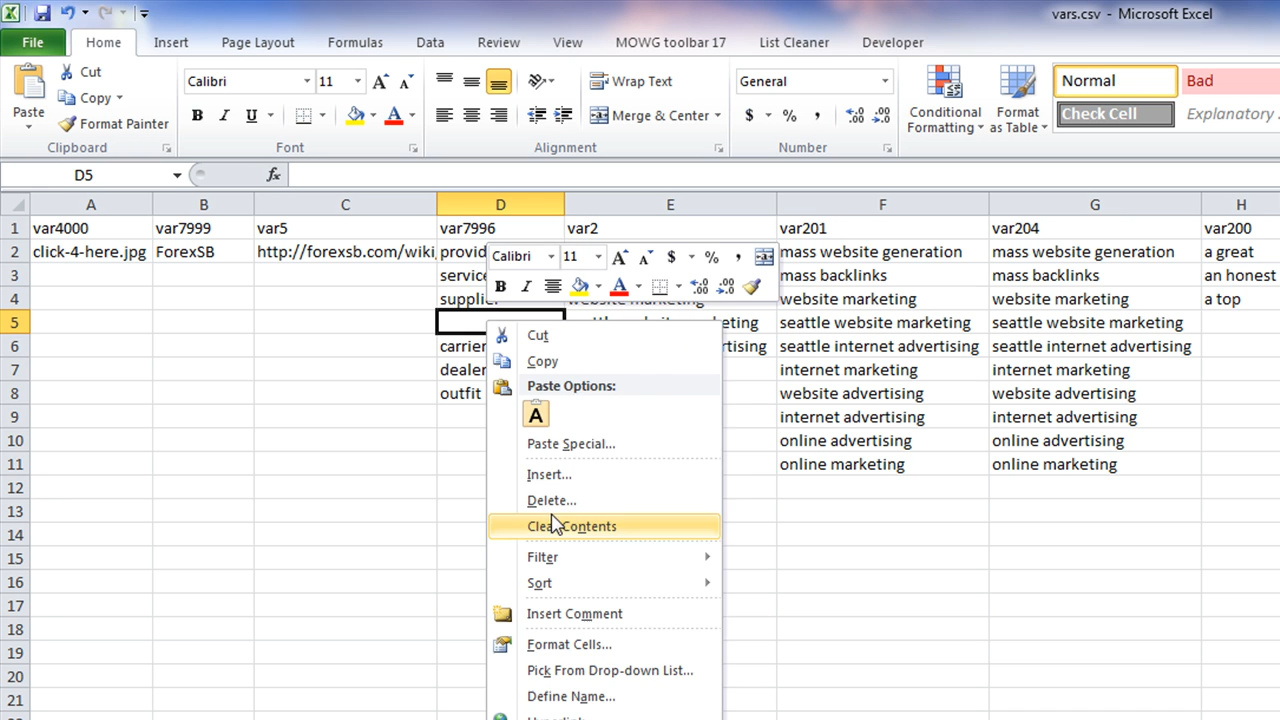 vars.csv - Microsoft Excel
File Home Insert Page Layout Formulas Data Review View MOWG toolbar 17 List Cleaner Developer
Paste Cut Copy Format Painter
Clipboard
Calibri 11
B I U A
Font
Wrap Text
Merge & Center
Alignment
General
$ % ,
Number
Conditional Formatting
Format as Table
Normal Bad
Check Cell Explanatory ...
D5 fx
A B C D E F G H
1 var4000 var7999 var5 var7996 var2 var201 var204 var200
2 click-4-here.jpg ForexSB http://forexsb.com/wiki mass website generation mass website generation a great
3 mass backlinks mass backlinks an honest
4 supplier website marketing website marketing website marketing a top
5 seattle website marketing seattle website marketing
6 seattle internet advertising seattle internet advertising
7 internet marketing internet marketing
8 outfit website advertising website advertising
9 internet advertising internet advertising
10 online advertising online advertising
11 online marketing online marketing
12
13
14
15
16
17
18
19
20
21
Calibri 11 A A $ % ,
B I A
Cut
Copy
Paste Options:
A
Paste Special...
Insert...
Delete...
Clear Contents
Filter
Sort
Insert Comment
Format Cells...
Pick From Drop-down List...
Define Name...